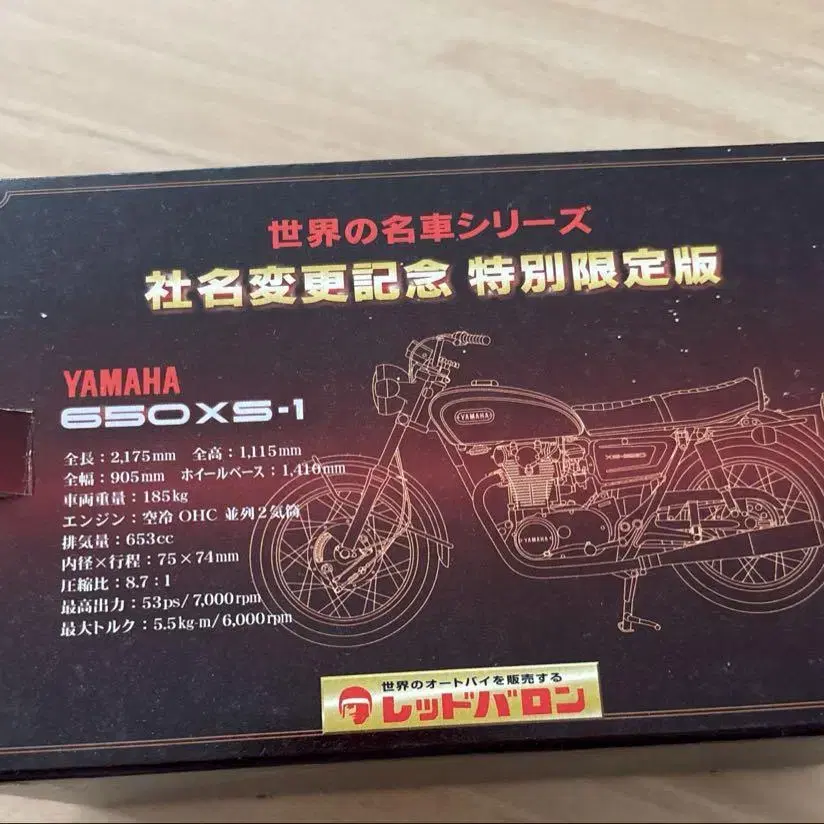 世界の名車シリーズ
社名変更記念 特別限定版
YAMAHA
650XS-1
全長：2,175mm 全高：1,115mm
全幅：905mm ホイールベース：1,410mm
車両重量：185kg
エンジン：空冷 OHC 並列2気筒
排気量：653cc
内径×行程：75×74mm
圧縮比：8.7：1
最高出力：53ps/7,000rpm
最大トルク：5.5kg-m/6,000rpm
YAMAHA
XS-650
YAMAHA
世界のオートバイを販売する
レッドバロン